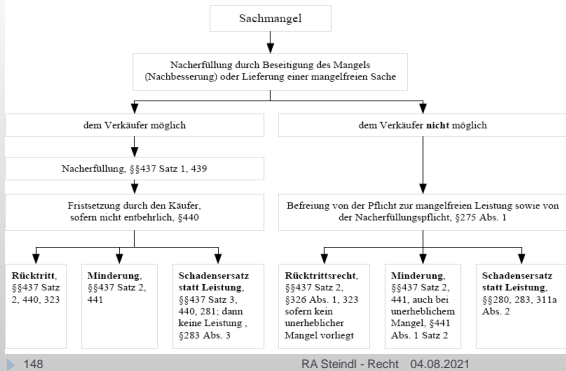 Sachmangel
Nacherfüllung durch Beseitigung des Mangels
(Nachbesserung) oder Lieferung einer mangelfreien Sache
dem Verkäufer möglich
dem Verkäufer nicht möglich
Nacherfüllung, §§437 Satz 1, 439
Fristsetzung durch den Käufer,
sofern nicht entbehrlich, §440
Befreiung von der Pflicht zur mangelfreien Leistung sowie von
der Nacherfüllungspflicht, §275 Abs. 1
Rücktritt,
§§437 Satz
2, 440, 323
Minderung,
§§437 Satz 2,
441
Schadensersatz
statt Leistung,
§§437 Satz 3,
440, 281; dann
keine Leistung ,
§283 Abs. 3
Rücktrittsrecht,
§§437 Satz 2,
§326 Abs. 1, 323
sofern kein
unerheblicher
Mangel vorliegt
Minderung,
§§437 Satz 2,
441, auch bei
unerheblichem
Mangel, §441
Abs. 1 Satz 2
Schadensersatz
statt Leistung,
§§280, 283, 311a
Abs. 2
148
RA Steindl - Recht 04.08.2021